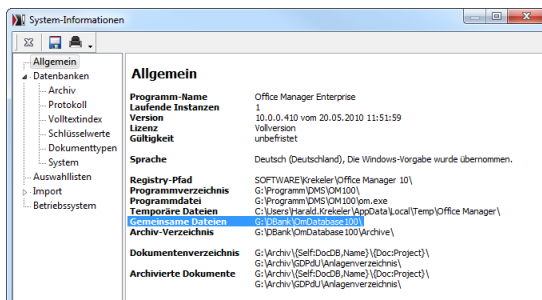 System-Informationen
Allgemein
Datenbanken
Archiv
Protokoll
Volltextindex
Schlüsselwerte
Dokumenttypen
System
Auswahllisten
Import
Betriebssystem
Allgemein
Programm-Name Office Manager Enterprise
Laufende Instanzen 1
Version 10.0.0.410 vom 20.05.2010 11:51:59
Lizenz Vollversion
Gültigkeit unbefristet
Sprache Deutsch (Deutschland), Die Windows-Vorgabe wurde übernommen.
Registry-Pfad SOFTWARE\Krekeler\Office Manager 10\
Programmverzeichnis G:\Programm\DMS\OM100\
Programmdatei G:\Programm\DMS\OM100\om.exe
Temporäre Dateien C:\Users\Harald.Krekeler\AppData\Local\Temp\Office Manager\
Gemeinsame Dateien G:\DBank\OmDatabase100\
Archiv-Verzeichnis G:\DBank\OmDatabase100\Archive\
Dokumentenverzeichnis G:\Archiv\{Self:DocDB,Name}\{Doc:Project}\
G:\Archiv\GDPdU\Anlagenverzeichnis\
Archivierte Dokumente G:\Archiv\{Self:DocDB,Name}\{Doc:Project}\
G:\Archiv\GDPdU\Anlagenverzeichnis\